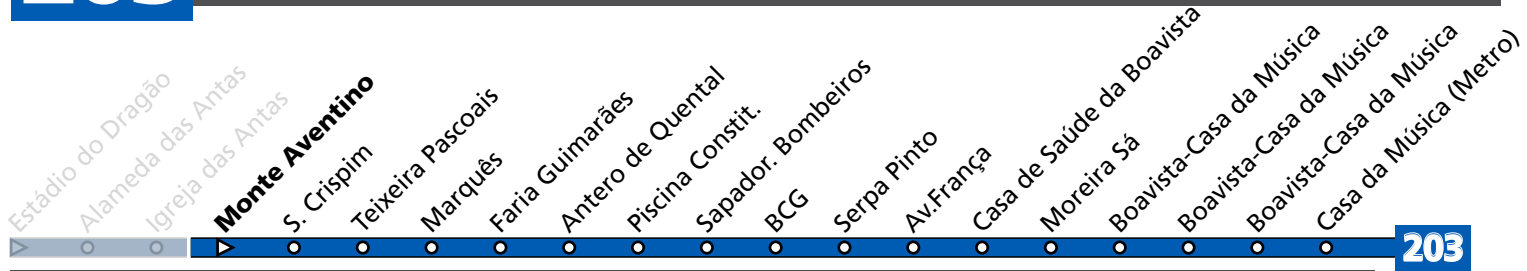 203
Estádio do Dragão
Alameda das Antas
Igreja das Antas
Monte Aventino
S. Crispim
Teixeira Pascoais
Marquês
Faria Guimarães
Antero de Quental
Piscina Constit.
Sapador. Bombeiros
BCG
Serpa Pinto
Av.França
Casa de Saúde da Boavista
Moreira Sá
Boavista-Casa da Música
Boavista-Casa da Música
Boavista-Casa da Música
Casa da Música (Metro)
203